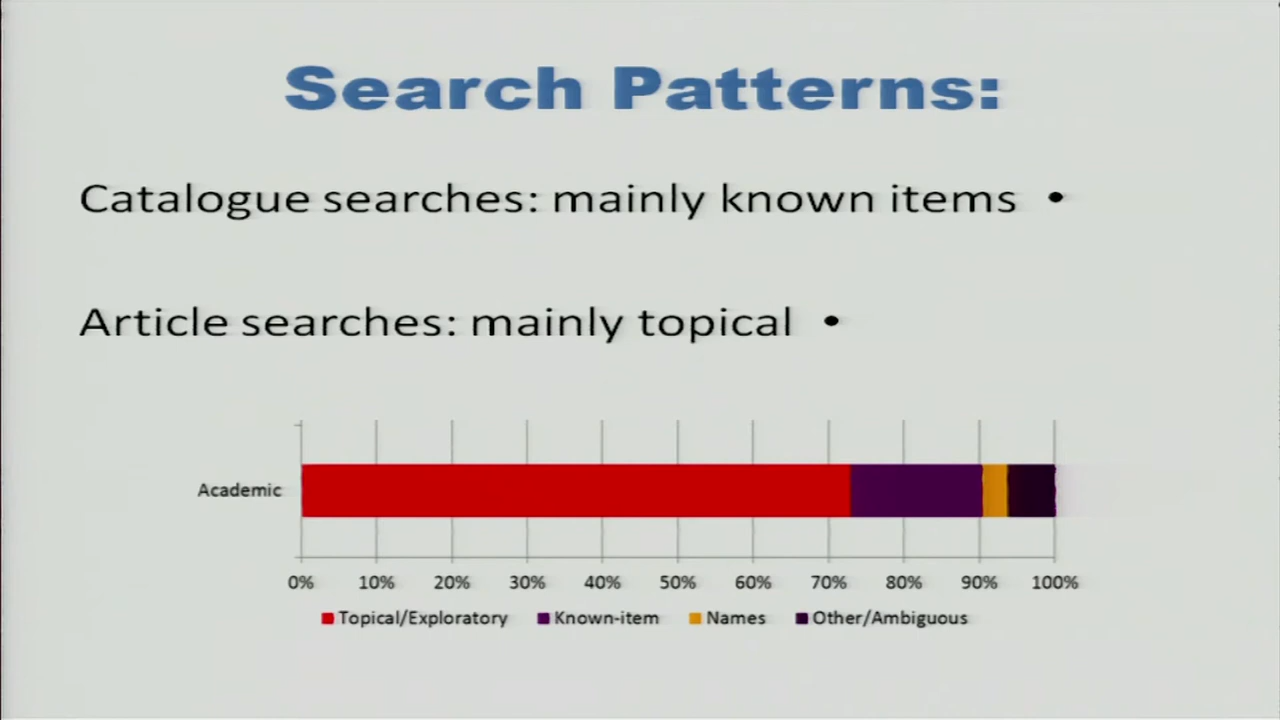 Search Patterns:
Catalogue searches: mainly known items •
Article searches: mainly topical •
Academic
0% 10% 20% 30% 40% 50% 60% 70% 80% 90% 100%
Topical/Exploratory Known-item Names Other/Ambiguous